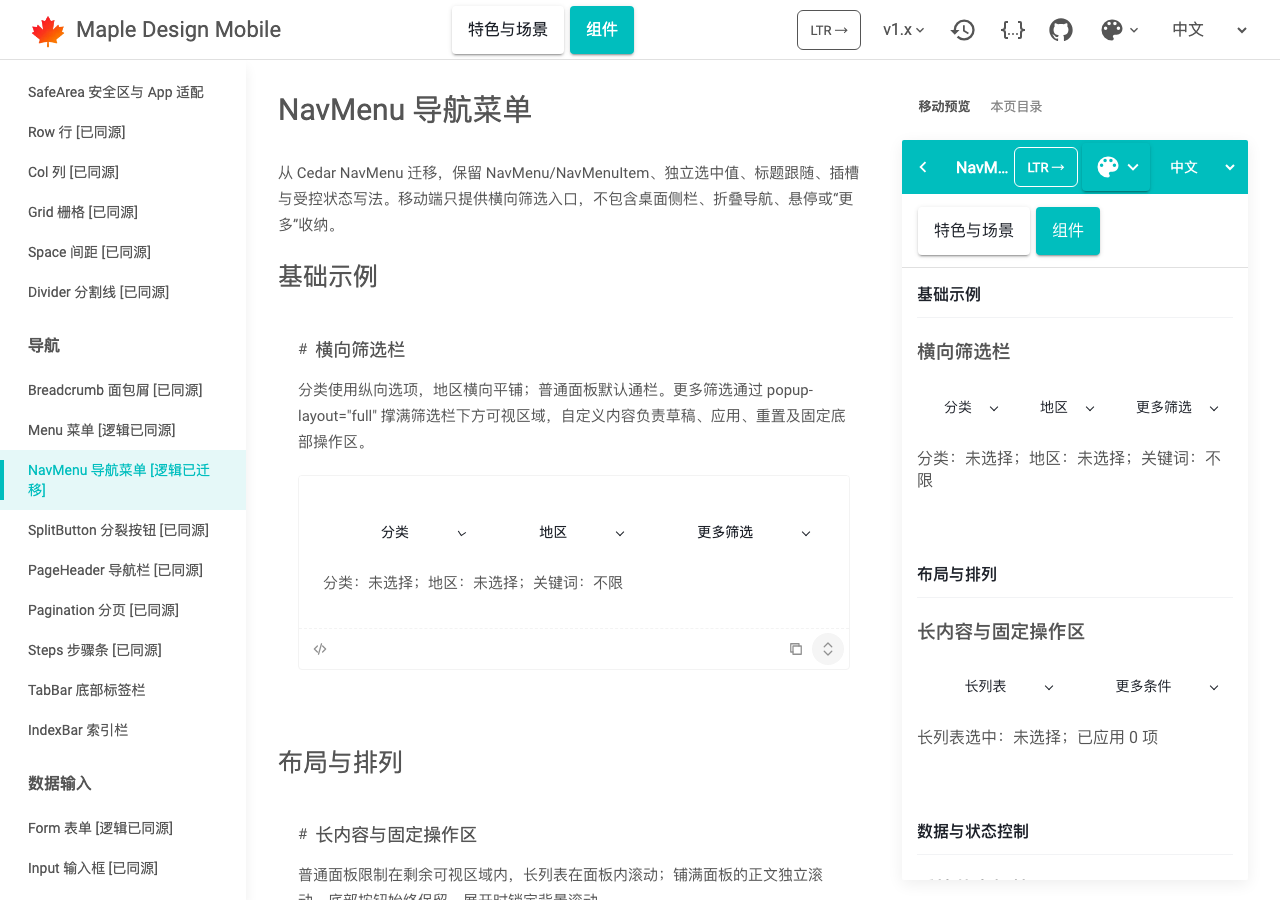 Maple Design Mobile
特色与场景
组件
LTR→
v1.x
{..}
中文
SafeArea 安全区与 App 适配
Row 行 [已同源]
Col 列 [已同源]
Grid 栅格 [已同源]
Space 间距 [已同源]
Divider 分割线 [已同源]
导航
Breadcrumb 面包屑 [已同源]
Menu 菜单 [逻辑已同源]
NavMenu 导航菜单 [逻辑已迁
移]
SplitButton 分裂按钮 [已同源]
PageHeader 导航栏 [已同源]
Pagination 分页 [已同源]
Steps 步骤条 [已同源]
TabBar 底部标签栏
IndexBar 索引栏
数据输入
Form 表单 [逻辑已同源]
Input 输入框 [已同源]
NavMenu 导航菜单
从 Cedar NavMenu 迁移，保留 NavMenu/NavMenuItem、独立选中值、标题跟随、插槽
与受控状态写法。移动端只提供横向筛选入口，不包含桌面侧栏、折叠导航、悬停或“更
多”收纳。
基础示例
# 横向筛选栏
分类使用纵向选项，地区横向平铺；普通面板默认通栏。更多筛选通过 popup-
layout="full" 撑满筛选栏下方可视区域，自定义内容负责草稿、应用、重置及固定底
部操作区。
分类
地区
更多筛选
分类：未选择；地区：未选择；关键词：不限
布局与排列
# 长内容与固定操作区
普通面板限制在剩余可视区域内，长列表在面板内滚动；铺满面板的正文独立滚
动，底部按钮始终保留，展开时锁定背景滚动。
移动预览
本页目录
NavM...
LTR→
中文
特色与场景
组件
基础示例
横向筛选栏
分类
地区
更多筛选
分类：未选择；地区：未选择；关键词：不
限
布局与排列
长内容与固定操作区
长列表
更多条件
长列表选中：未选择；已应用 0 项
数据与状态控制